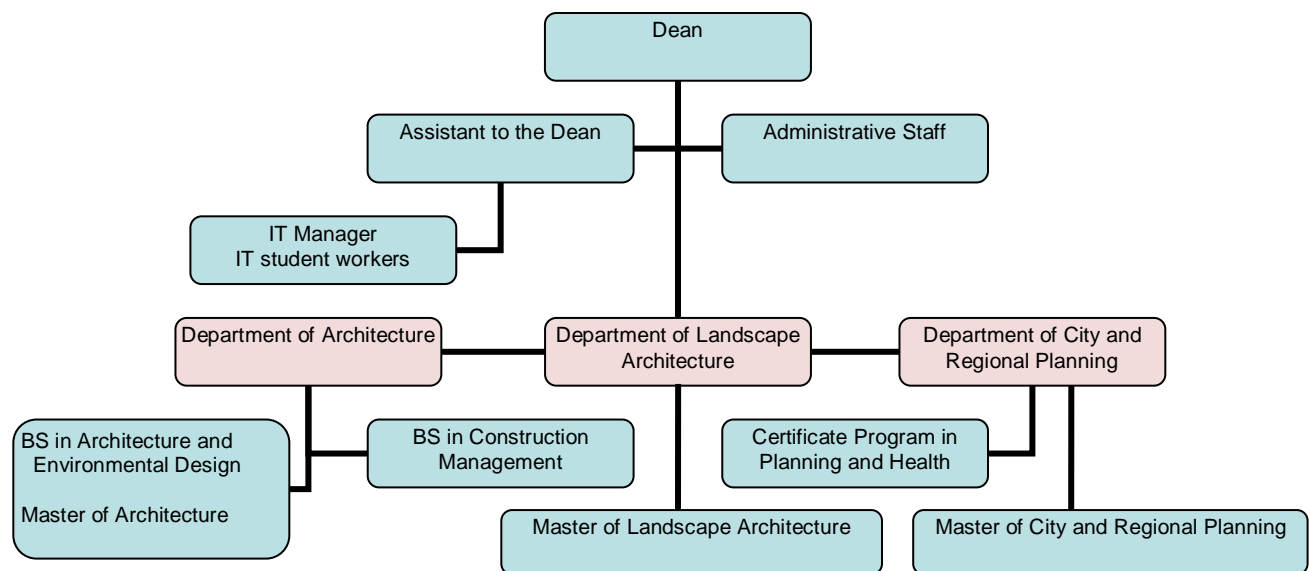 Dean
Assistant to the Dean
Administrative Staff
IT Manager
IT student workers
Department of Architecture
Department of Landscape
Architecture
Department of City and
Regional Planning
BS in Architecture and
Environmental Design
Master of Architecture
BS in Construction
Management
Certificate Program in
Planning and Health
Master of Landscape Architecture
Master of City and Regional Planning